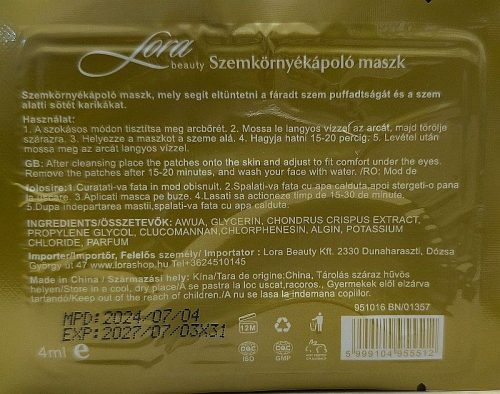 Lora beauty Szemkörnyékápoló maszk
Szemkörnyékápoló maszk, mely segít eltüntetni a fáradt szem puffadtságát és a szem
alatti sötét karikákat.
Használat:
1. A szokásos módon tisztítsa meg arcbőrét. 2. Mossa le langyos vízzel az arcát, majd törölje
szárazra. 3. Helyezze a maszkot a szeme alá. 4. Hagyja hatni 15-20 percig. 5. Levétel után
mossa meg az arcát langyos vízzel.
GB: After cleansing place the patches onto the skin and adjust to fit comfort under the eyes.
Remove the patches after 15-20 minutes, and wash your face with water. /RO: Mod de
folosire:1.Curatati-va fata in mod obisnuit. 2.Spalati-va fata cu apa calduta,apoi stergeti-o pana
la uscare. 3.Aplicati masca pe buze. 4.Lasati sa actioneze timp de 15-30 de minute.
5.Dupa indepartarea mastii,spalat-va fata cu apa calduta.
INGREDIENTS/ÖSSZETEVŐK: AWUA, GLYCERIN, CHONDRUS CRISPUS EXTRACT,
PROPYLENE GLYCOL, CLUCOMANNAN,CHLORPHENESIN, ALGIN, POTASSIUM
CHLORIDE, PARFUM
Importer/Importőr, Felelős személy/ Importator : Lora Beauty Kft. 2330 Dunaharaszti, Dózsa
György út 47 www.lorashop.hu Tel:+3624510145
Made in China / Származási hely: Kína/Tara de origine:China, Tárolás száraz hűvös
helyen/Store in a cool, dry place/A se pastra la loc uscat,racoros., Gyermekek elől elzárva
tartandó/Keep out of the reach of children./A nu se lasa la indemana copiilor.
951016 BN/01357
MPD: 2024/07/04
EXP: 2027/07/03X31
12M
4ml e
ISO GMP
5 999104 955512